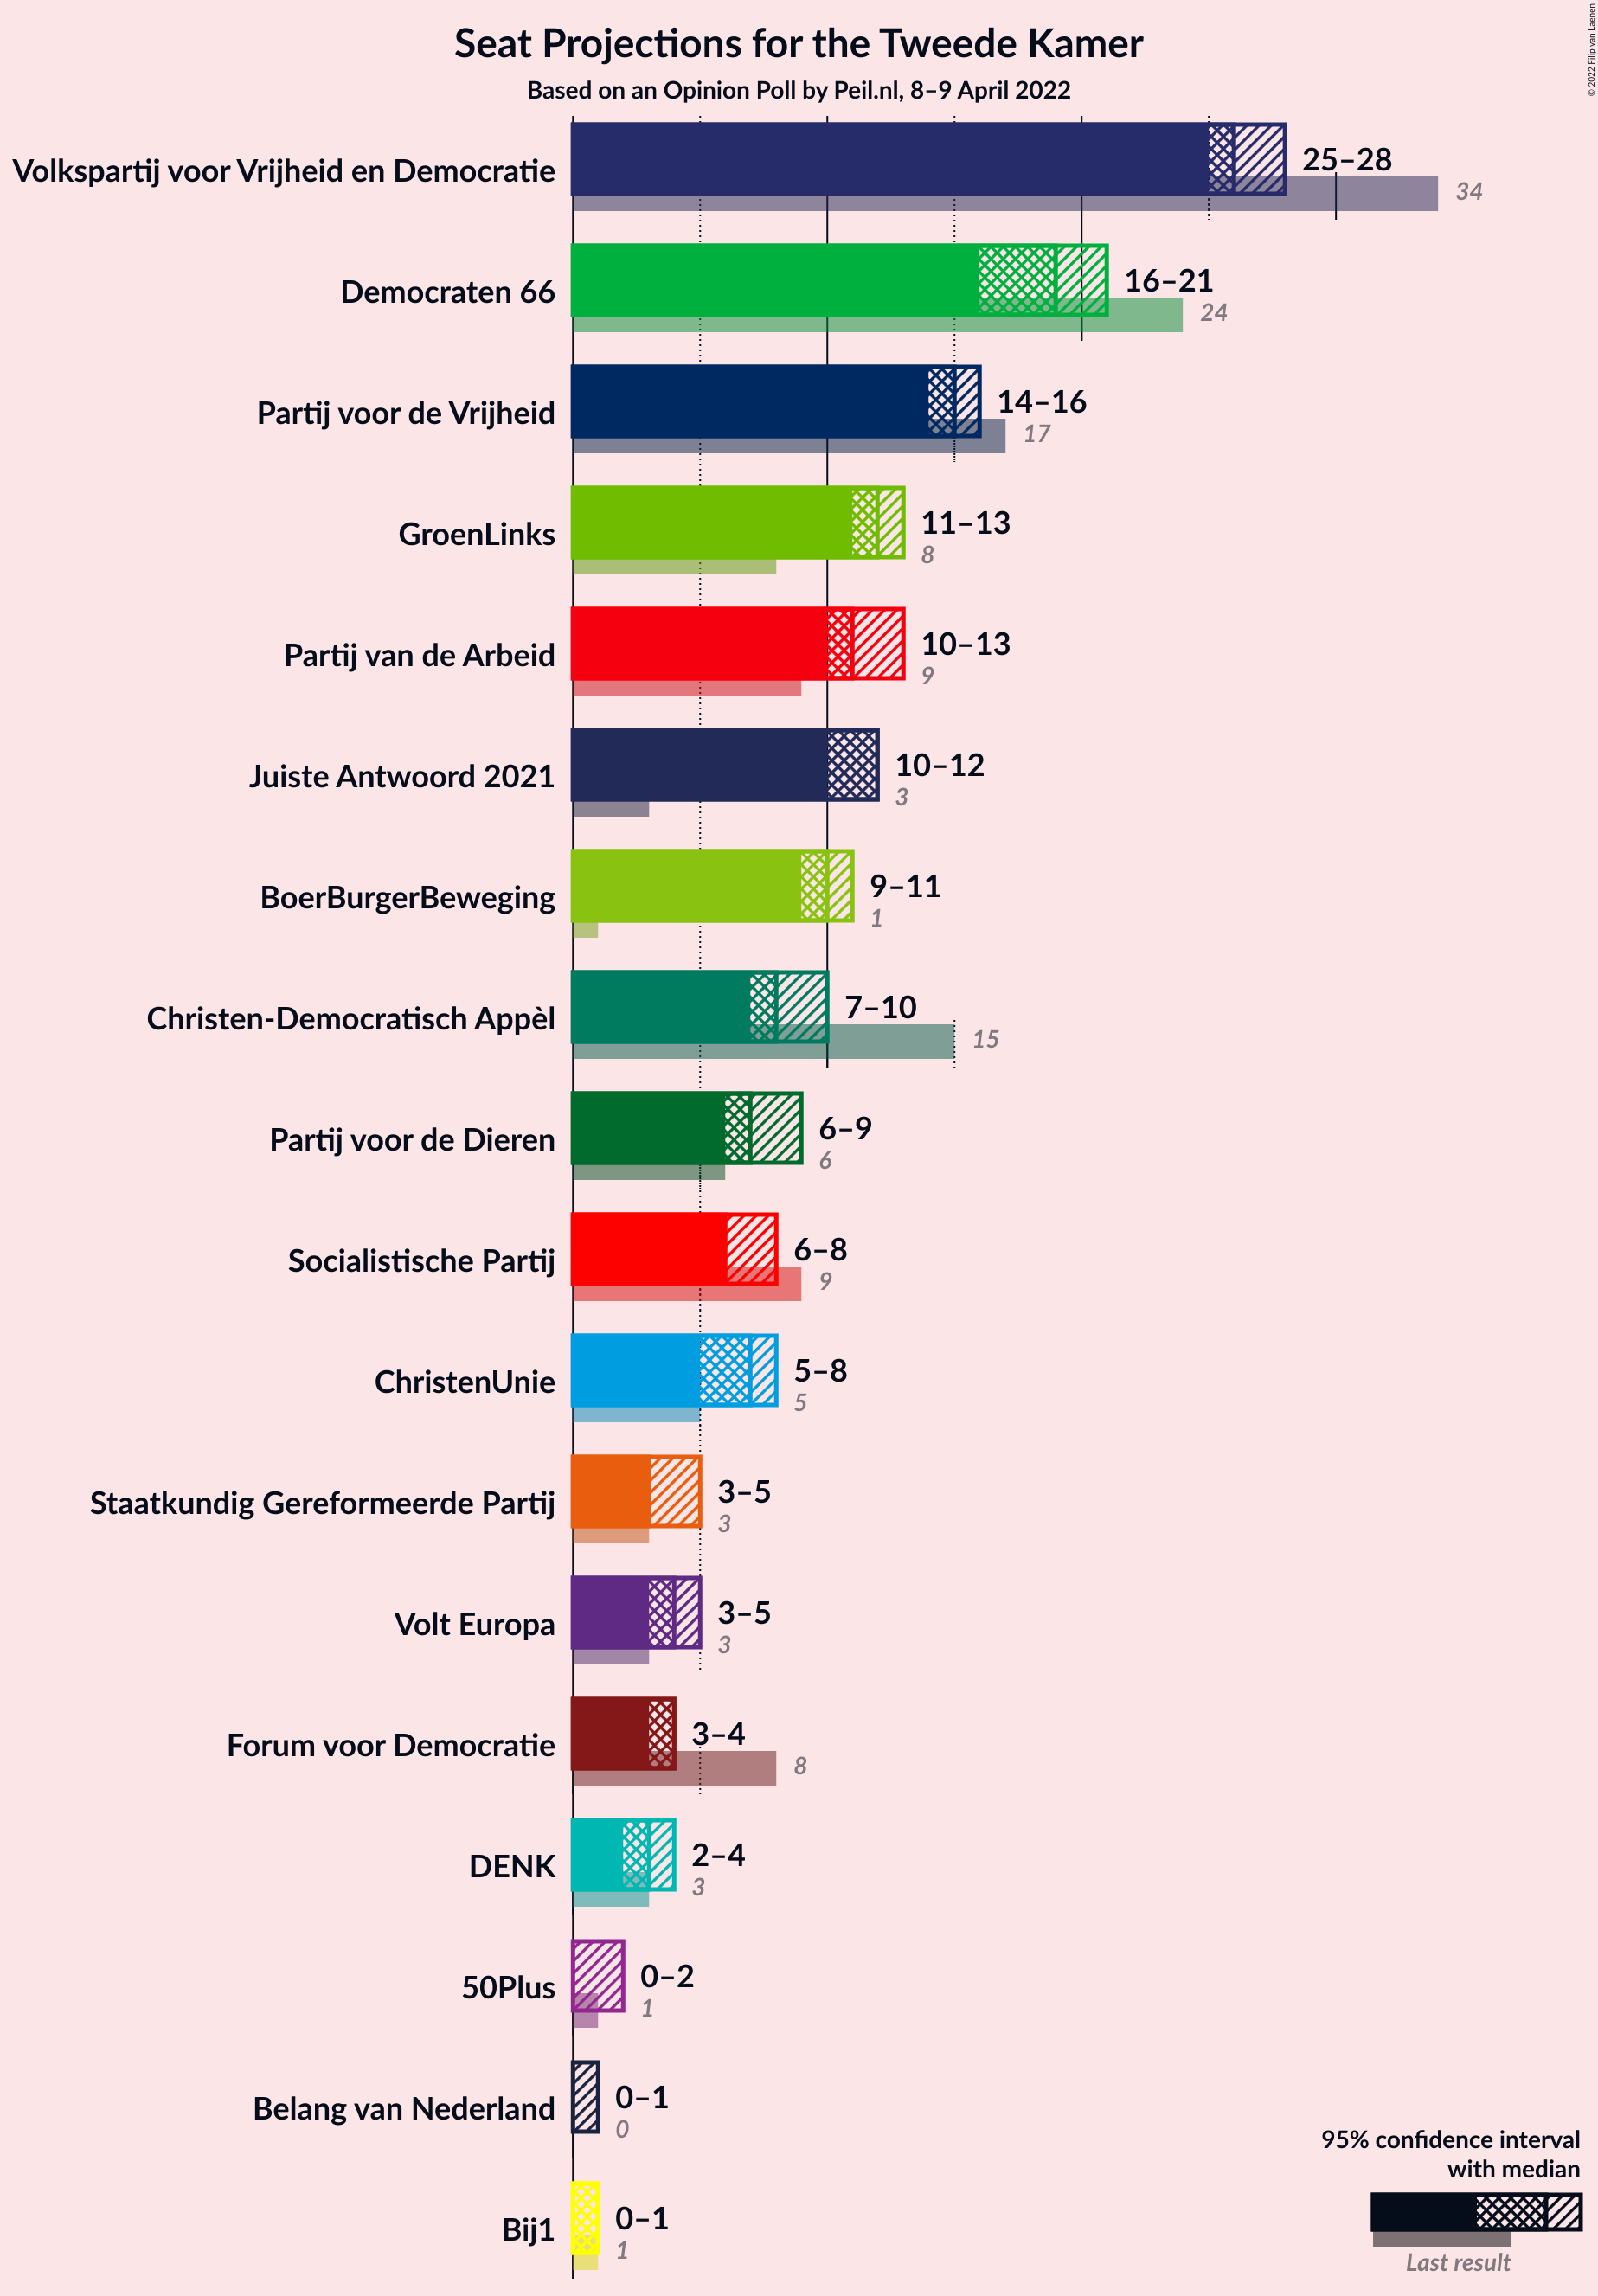 Seat Projections for the Tweede Kamer
Based on an Opinion Poll by Peil.nl, 8–9 April 2022
© 2022 Filip van Laenen
Volkspartij voor Vrijheid en Democratie
25–28
34
Democraten 66
16–21
24
Partij voor de Vrijheid
14–16
17
GroenLinks
11–13
8
Partij van de Arbeid
10–13
9
Juiste Antwoord 2021
10–12
3
BoerBurgerBeweging
9–11
1
Christen-Democratisch Appèl
7–10
15
Partij voor de Dieren
6–9
6
Socialistische Partij
6–8
9
ChristenUnie
5–8
5
Staatkundig Gereformeerde Partij
3–5
3
Volt Europa
3–5
3
Forum voor Democratie
3–4
8
DENK
2–4
3
50Plus
0–2
1
Belang van Nederland
0–1
0
Bij1
0–1
1
95% confidence interval
with median
Last result